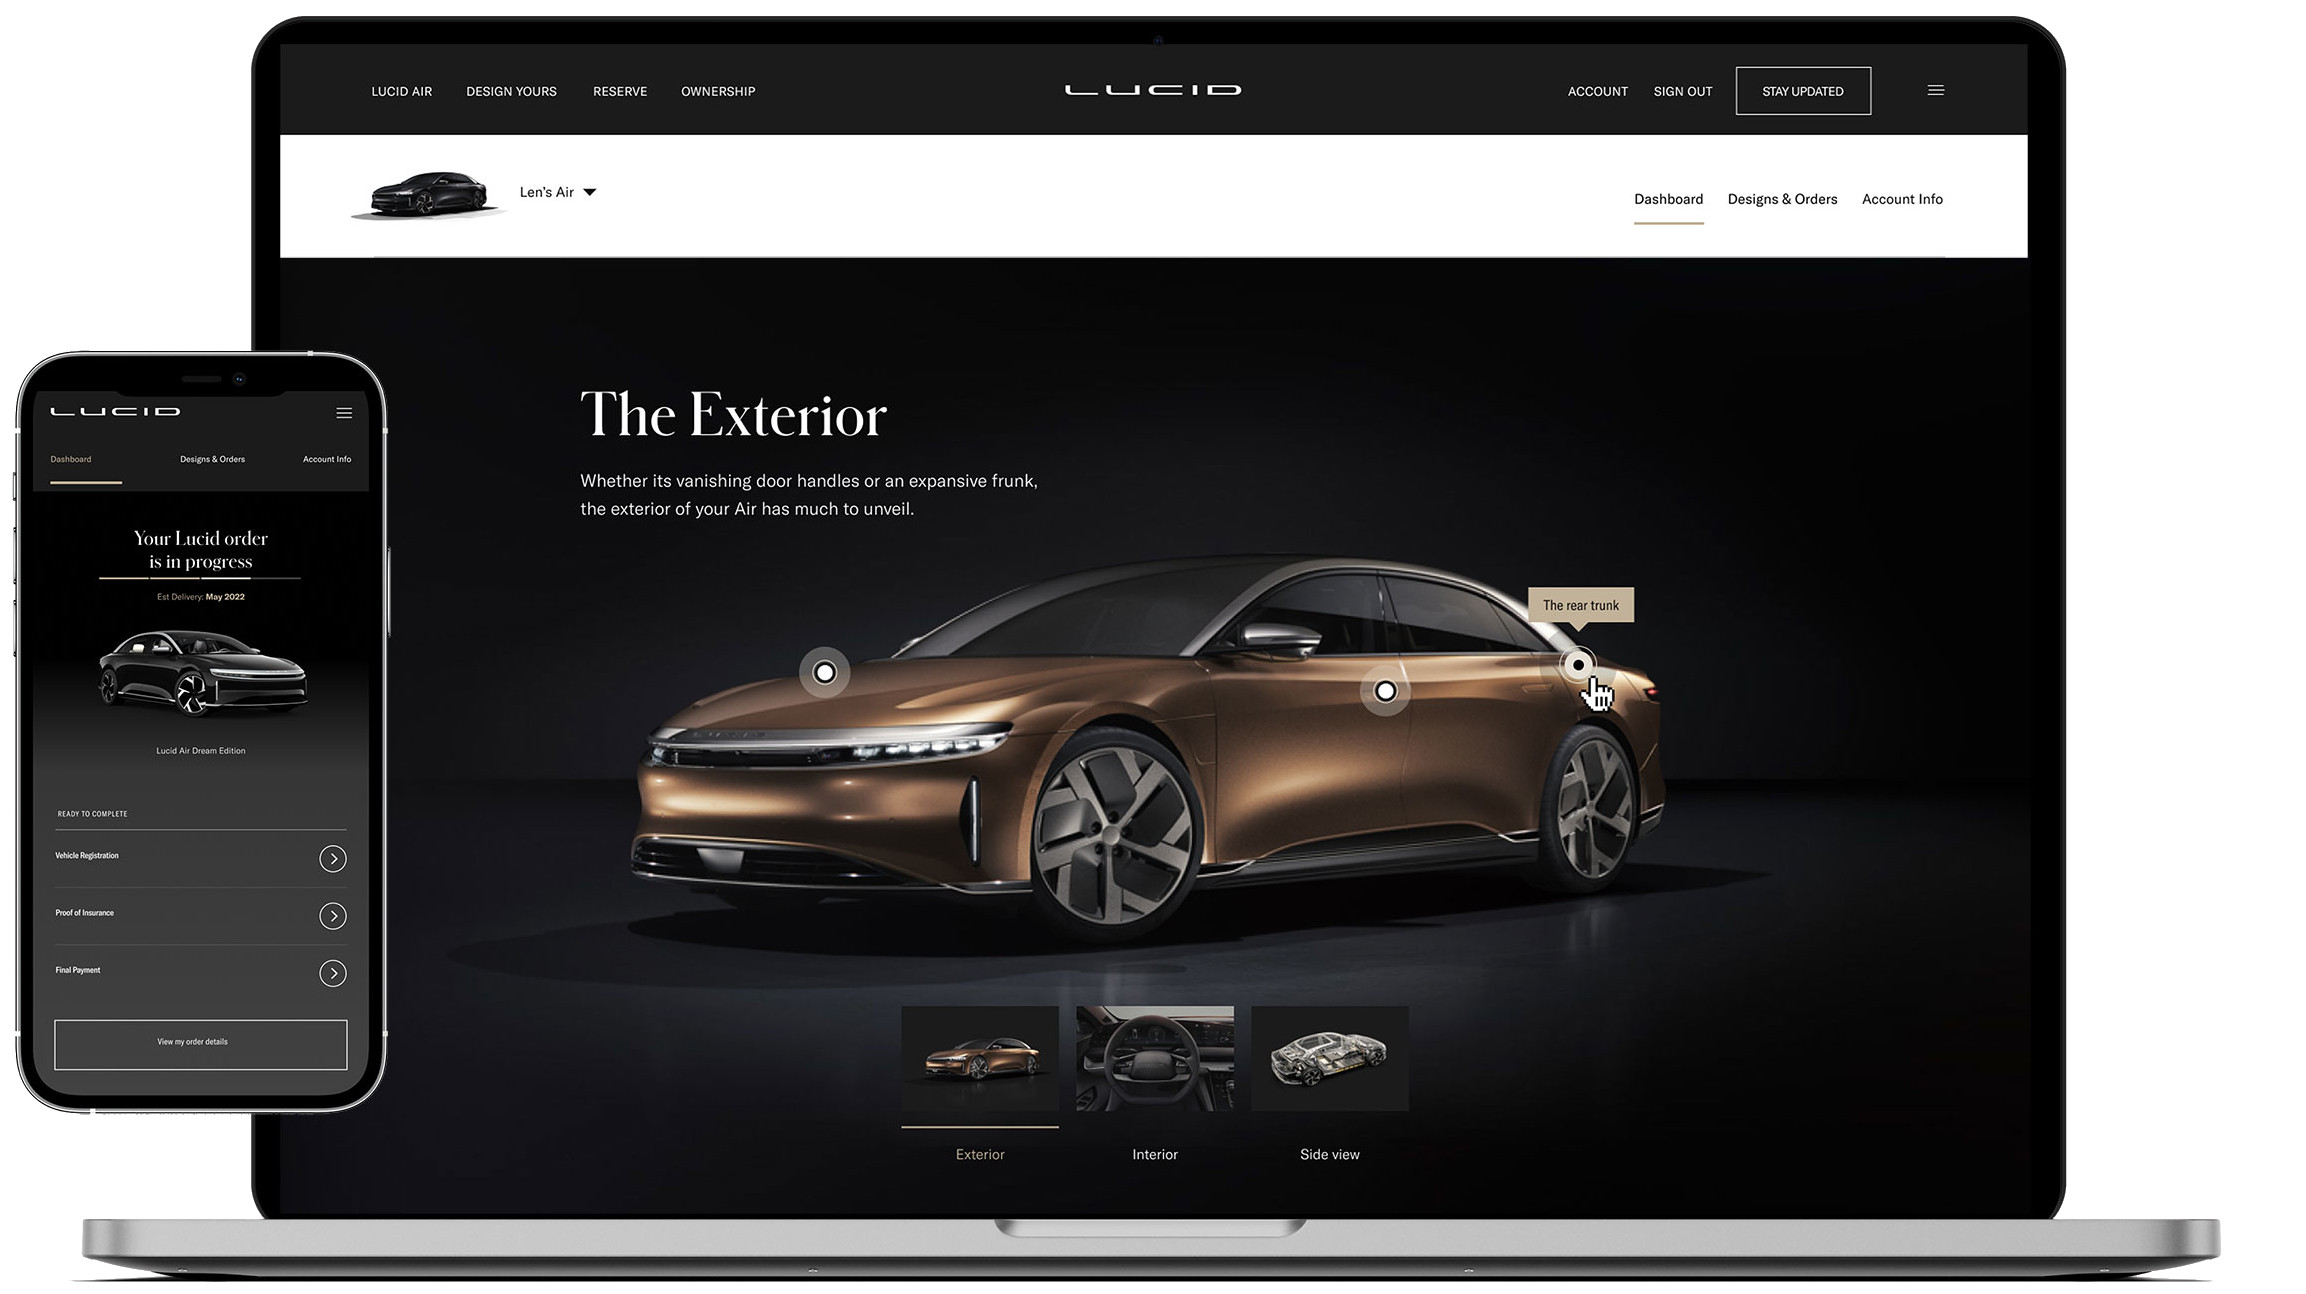 LUCID AIR
DESIGN YOURS
RESERVE
OWNERSHIP
LUCID
ACCOUNT
SIGN OUT
STAY UPDATED
Len's Air
Dashboard
Designs & Orders
Account Info
The Exterior
Whether its vanishing door handles or an expansive frunk,
the exterior of your Air has much to unveil.
The rear trunk
LUCID
Exterior
Interior
Side view
LUCID
Dashboard
Designs & Orders
Account Info
Your Lucid order
is in progress
Est Delivery: May 2022
Lucid Air Dream Edition
READY TO COMPLETE
Vehicle Registration
Proof of Insurance
Final Payment
View my order details